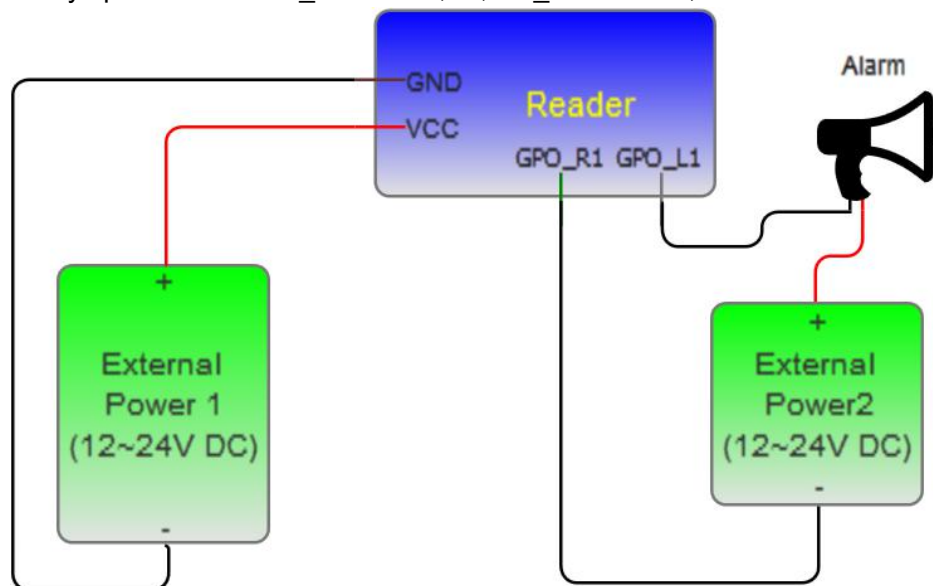 Alarm
GND
Reader
VCC
GPO_R1 GPO_L1
+
External
Power 1
(12~24V DC)
-
+
External
Power2
(12~24V DC)
-